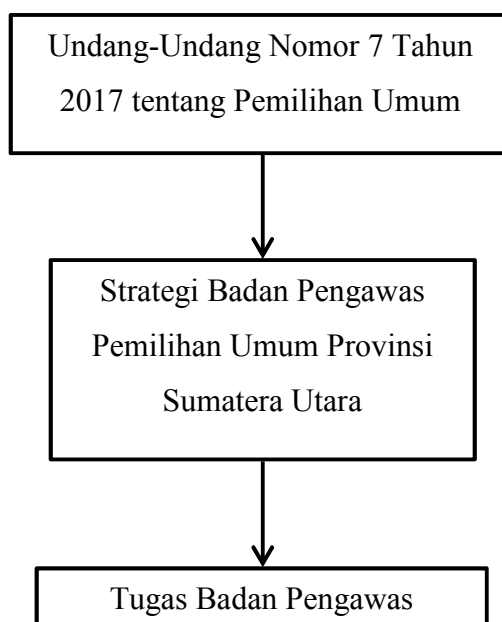 Undang-Undang Nomor 7 Tahun
2017 tentang Pemilihan Umum
Strategi Badan Pengawas
Pemilihan Umum Provinsi
Sumatera Utara
Tugas Badan Pengawas